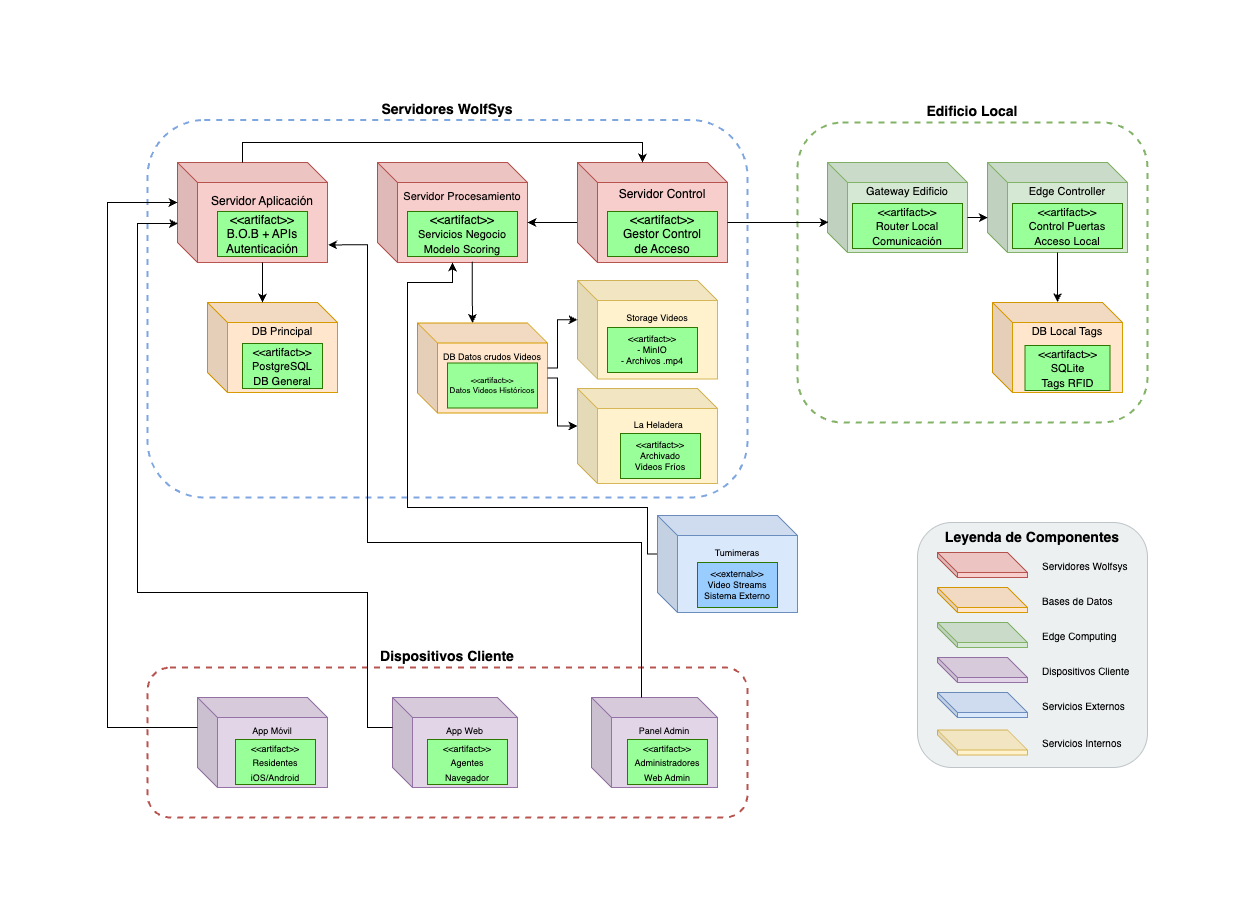 Servidores WolfSys
Edificio Local
Servidor Aplicación
<<artifact>>
B.O.B + APIs
Autenticación
Servidor Procesamiento
<<artifact>>
Servicios Negocio
Modelo Scoring
Servidor Control
<<artifact>>
Gestor Control
de Acceso
Gateway Edificio
<<artifact>>
Router Local
Comunicación
Edge Controller
<<artifact>>
Control Puertas
Acceso Local
DB Principal
<<artifact>>
PostgreSQL
DB General
DB Datos crudos Videos
<<artifact>>
Datos Videos Históricos
Storage Videos
<<artifact>>
- MinIO
- Archivos .mp4
La Heladera
<<artifact>>
Archivado
Videos Fríos
DB Local Tags
<<artifact>>
SQLite
Tags RFID
Tumimeras
<<external>>
Video Streams
Sistema Externo
Leyenda de Componentes
Servidores Wolfsys
Bases de Datos
Edge Computing
Dispositivos Cliente
Servicios Externos
Servicios Internos
Dispositivos Cliente
App Móvil
<<artifact>>
Residentes
iOS/Android
App Web
<<artifact>>
Agentes
Navegador
Panel Admin
<<artifact>>
Administradores
Web Admin